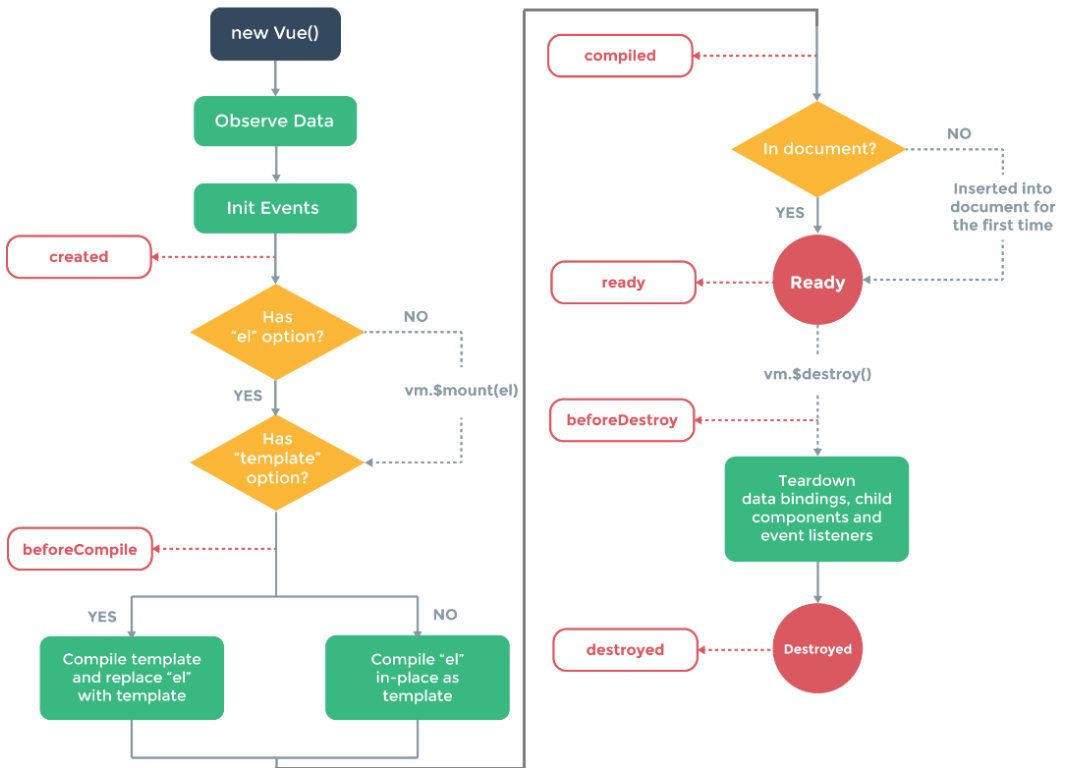 new Vue()
Observe Data
Init Events
created
Has
“el” option?
NO
YES
vm.$mount(el)
Has
“template”
option?
beforeCompile
YES
NO
Compile template
and replace “el”
with template
Compile “el”
in-place as
template
compiled
In document?
NO
YES
Inserted into
document for
the first time
ready
Ready
vm.$destroy()
beforeDestroy
Teardown
data bindings, child
components and
event listeners
destroyed
Destroyed